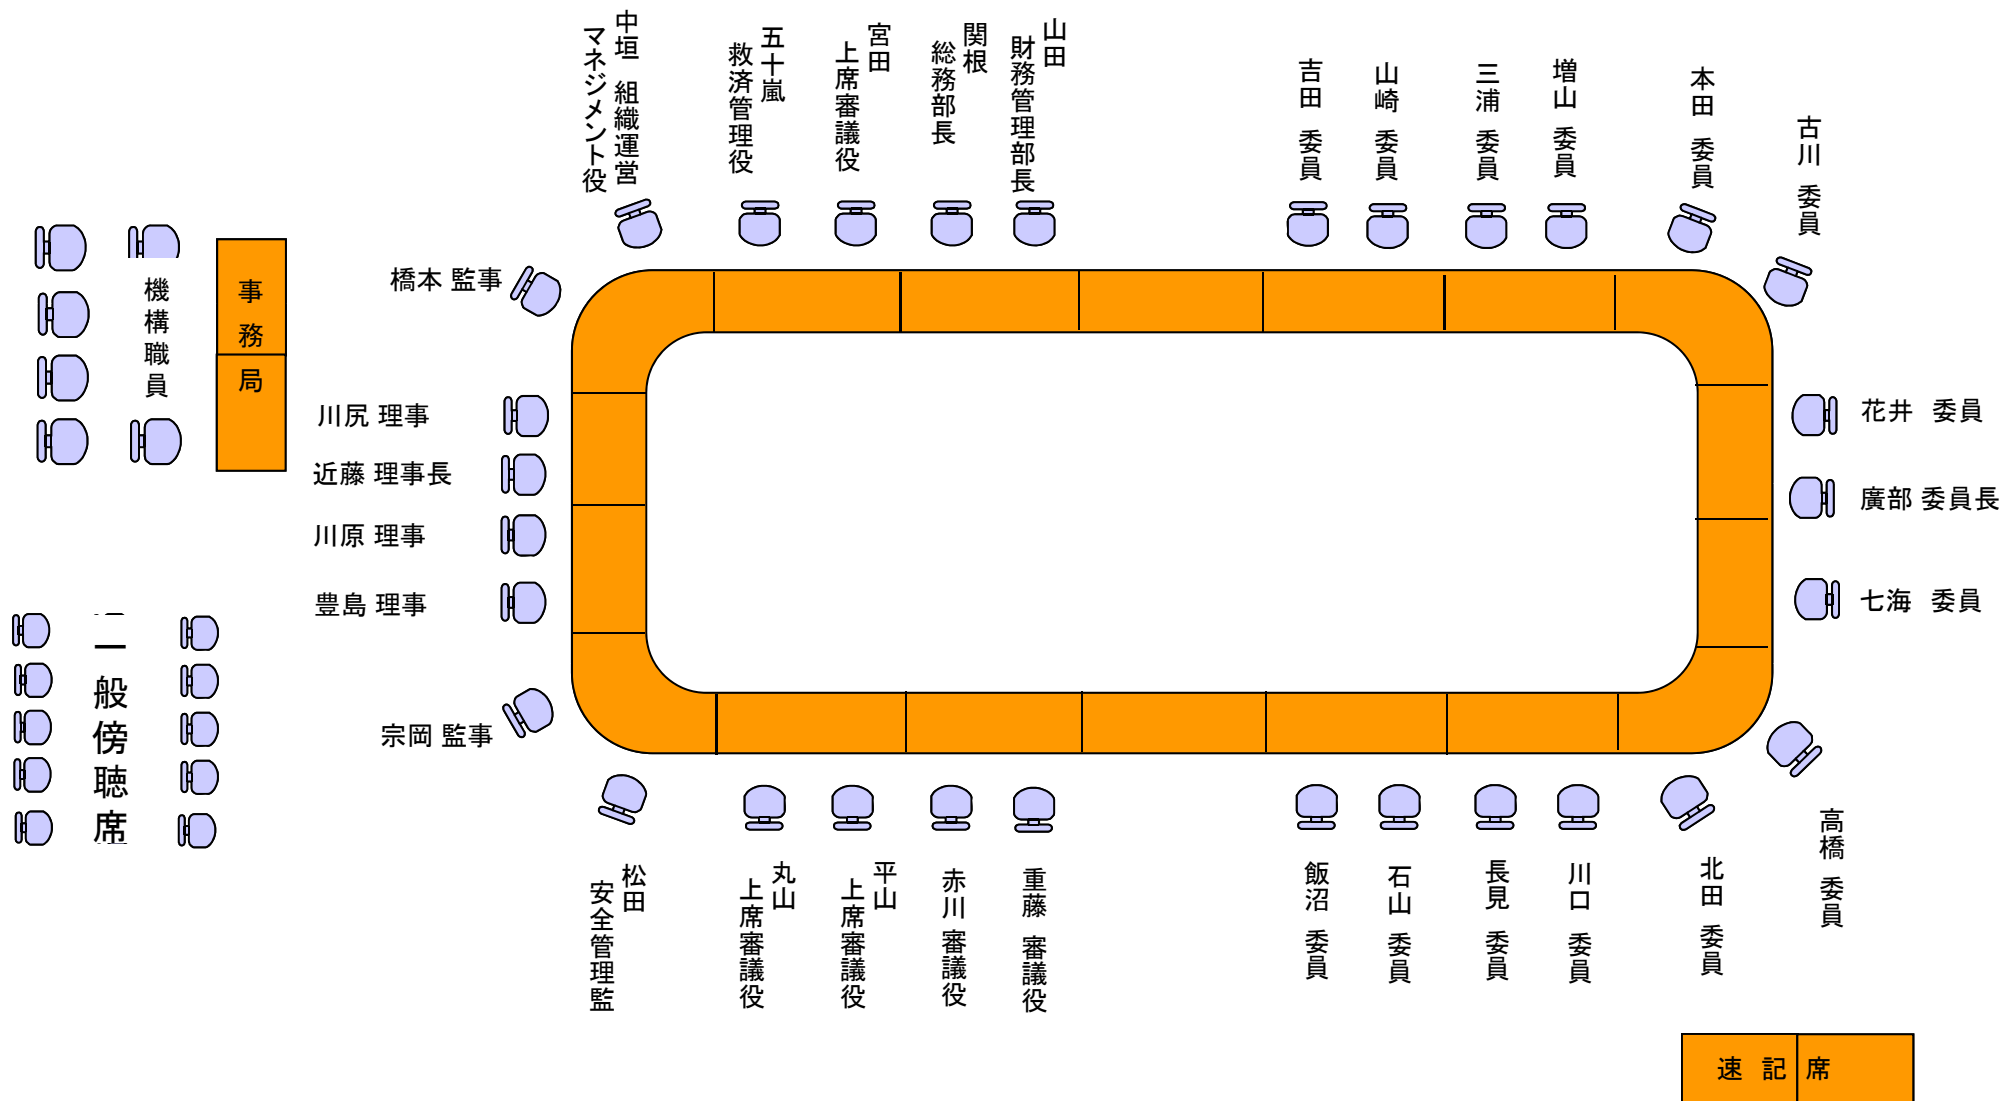 中垣 組織運営
マネジメント役
五十嵐
救済管理役
宮田
上席審議役
関根
総務部長
山田
財務管理部長
吉田 委員
山崎 委員
三浦 委員
増山 委員
本田 委員
古川 委員
機構職員
事務局
橋本 監事
川尻 理事
近藤 理事長
川原 理事
豊島 理事
宗岡 監事
花井 委員
廣部 委員長
七海 委員
一般傍聴席
松田
安全管理監
丸山
上席審議役
平山
上席審議役
赤川 審議役
重藤 審議役
飯沼 委員
石山 委員
長見 委員
川口 委員
北田 委員
高橋 委員
速記席